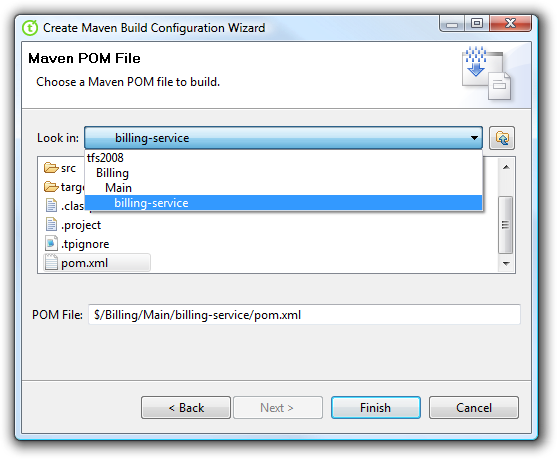 Create Maven Build Configuration Wizard
Maven POM File
Choose a Maven POM file to build.
Look in: billing-service
tfs2008
Billing
Main
billing-service
src
.project
.tpignore
pom.xml
POM File: $/Billing/Main/billing-service/pom.xml
< Back Next > Finish Cancel